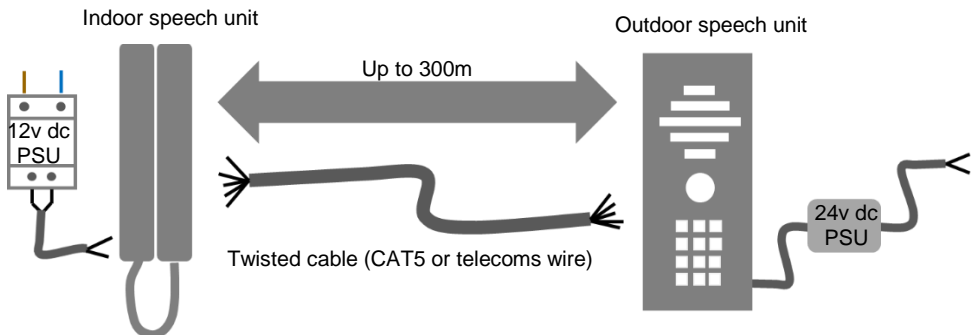 Indoor speech unit
Outdoor speech unit
Up to 300m
12v dc
PSU
24v dc
PSU
Twisted cable (CAT5 or telecoms wire)